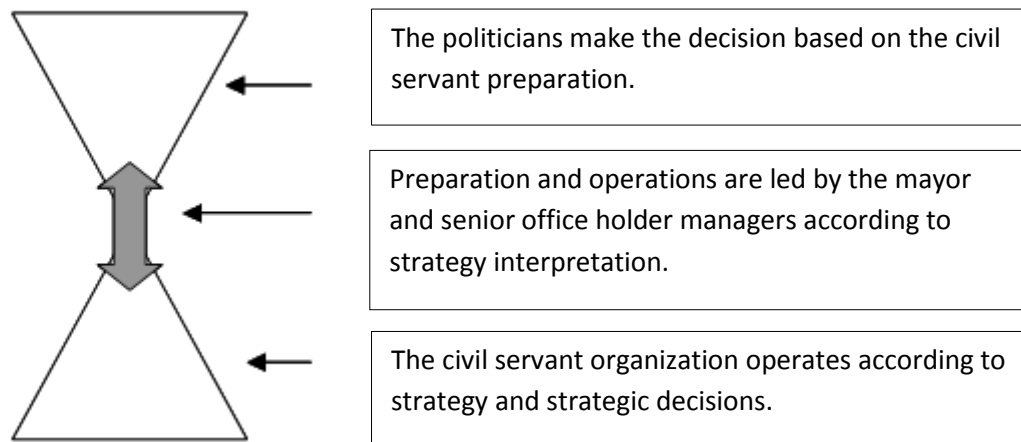 The politicians make the decision based on the civil
servant preparation.
Preparation and operations are led by the mayor
and senior office holder managers according to
strategy interpretation.
The civil servant organization operates according to
strategy and strategic decisions.